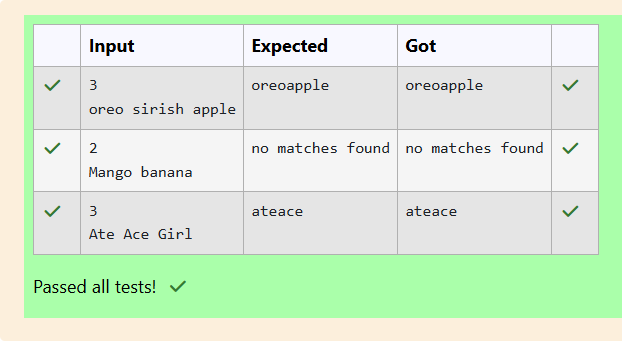 Input Expected Got
3 oreoapple oreoapple
oreo sirish apple
2 no matches found no matches found
Mango banana
3 ateace ateace
Ate Ace Girl
Passed all tests!